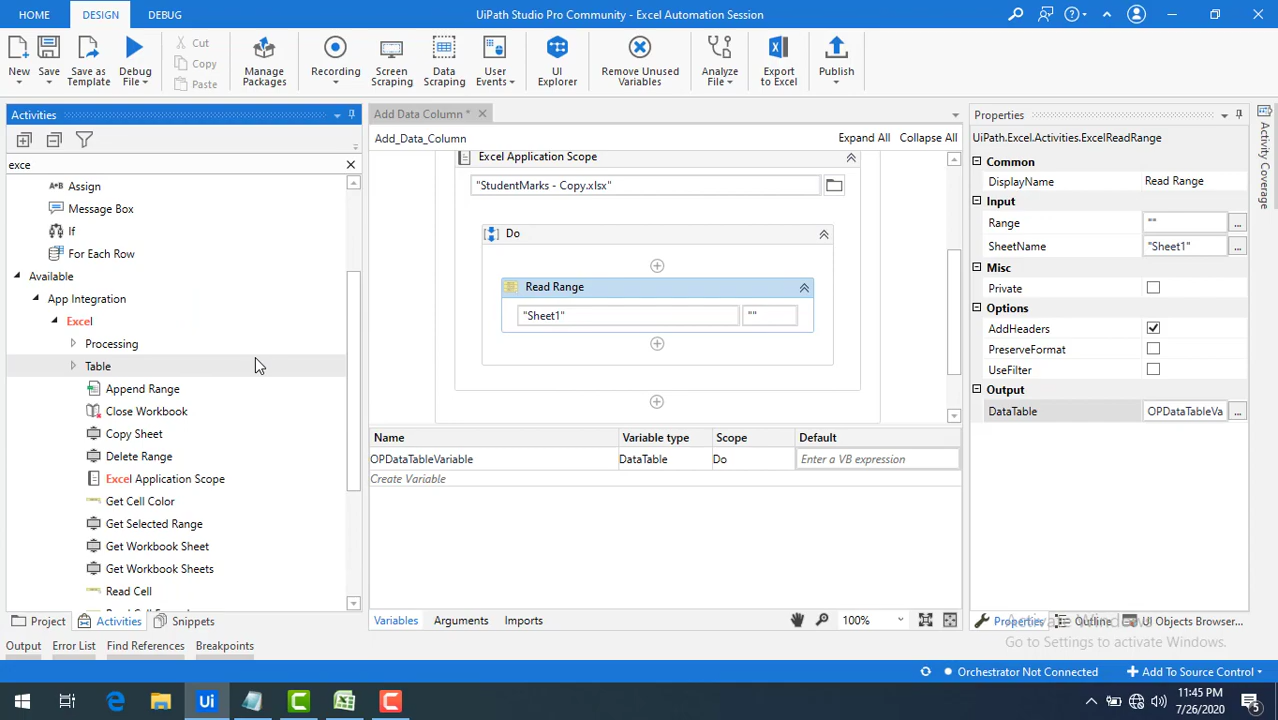 HOME DESIGN DEBUG UiPath Studio Pro Community - Excel Automation Session
New Save Save as Template Debug File Cut Copy Paste Manage Packages Recording Screen Scraping Data Scraping User Events UI Explorer Remove Unused Variables Analyze File Export to Excel Publish
Activities
Add Data Column *
Properties
Activity Coverage
exce
Assign
Message Box
If
For Each Row
Available
App Integration
Excel
Processing
Table
Append Range
Close Workbook
Copy Sheet
Delete Range
Excel Application Scope
Get Cell Color
Get Selected Range
Get Workbook Sheet
Get Workbook Sheets
Read Cell
Project Activities Snippets
Add_Data_Column Expand All Collapse All
Excel Application Scope
"StudentMarks - Copy.xlsx"
Do
Read Range
"Sheet1" ""
Name Variable type Scope Default
OPDataTableVariable DataTable Do Enter a VB expression
Create Variable
Variables Arguments Imports 100%
UiPath.Excel.Activities.ExcelReadRange
Common
DisplayName Read Range
Input
Range "" ...
SheetName "Sheet1" ...
Misc
Private
Options
AddHeaders
PreserveFormat
UseFilter
Output
DataTable OPDataTableVa ...
Activate Windows
Properties Outline UI Objects Browser...
Go to Settings to activate Windows.
Output Error List Find References Breakpoints
Orchestrator Not Connected Add To Source Control
Ui
11:45 PM
7/26/2020
5